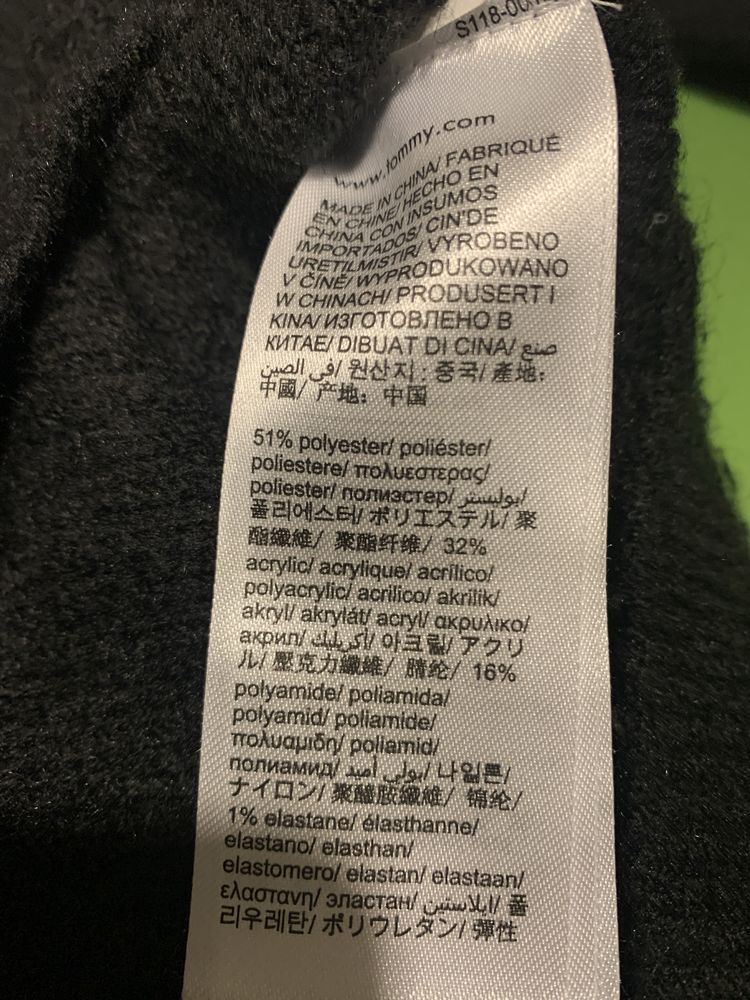 www.tommy.com
MADE IN CHINA/ FABRIQUÉ
EN CHINE/ HECHO EN
CHINA CON INSUMOS
IMPORTADOS/ CIN'DE
URETILMISTIR/ VYROBENO
V ČÍNĚ/ WYPRODUKOWANO
W CHINACH/ PRODUSERT I
KINA/ ИЗГОТОВЛЕНО В
КИТАЕ/ DIBUAT DI CINA/ صنع
في الصين/ 원산지 : 중국/ 產地:
中國/ 产地: 中国
51% polyester/ poliéster/
poliestere/ πολυεστερας/
poliester/ полиэстер/ بوليستر/
폴리에스터/ ポリエステル/ 聚
酯纖維/ 聚酯纤维/ 32%
acrylic/ acrylique/ acrílico/
polyacrylic/ acrilico/ akrilik/
akryl/ akrylát/ acryl/ ακρυλικο/
акрил/ أكريليك/ 아크릴/ アクリ
ル/ 壓克力纖維/ 腈纶/ 16%
polyamide/ poliamida/
polyamid/ poliamide/
πολυαμιδη/ poliamid/
полиамид/ بولي أميد/ 나일론/
ナイロン/ 聚醯胺纖維/ 锦纶/
1% elastane/ élasthanne/
elastano/ elasthan/
elastomero/ elastan/ elastaan/
ελαστανη/ эластан/ ايلاستين/ 폴
리우레탄/ ポリウレタン/ 彈性